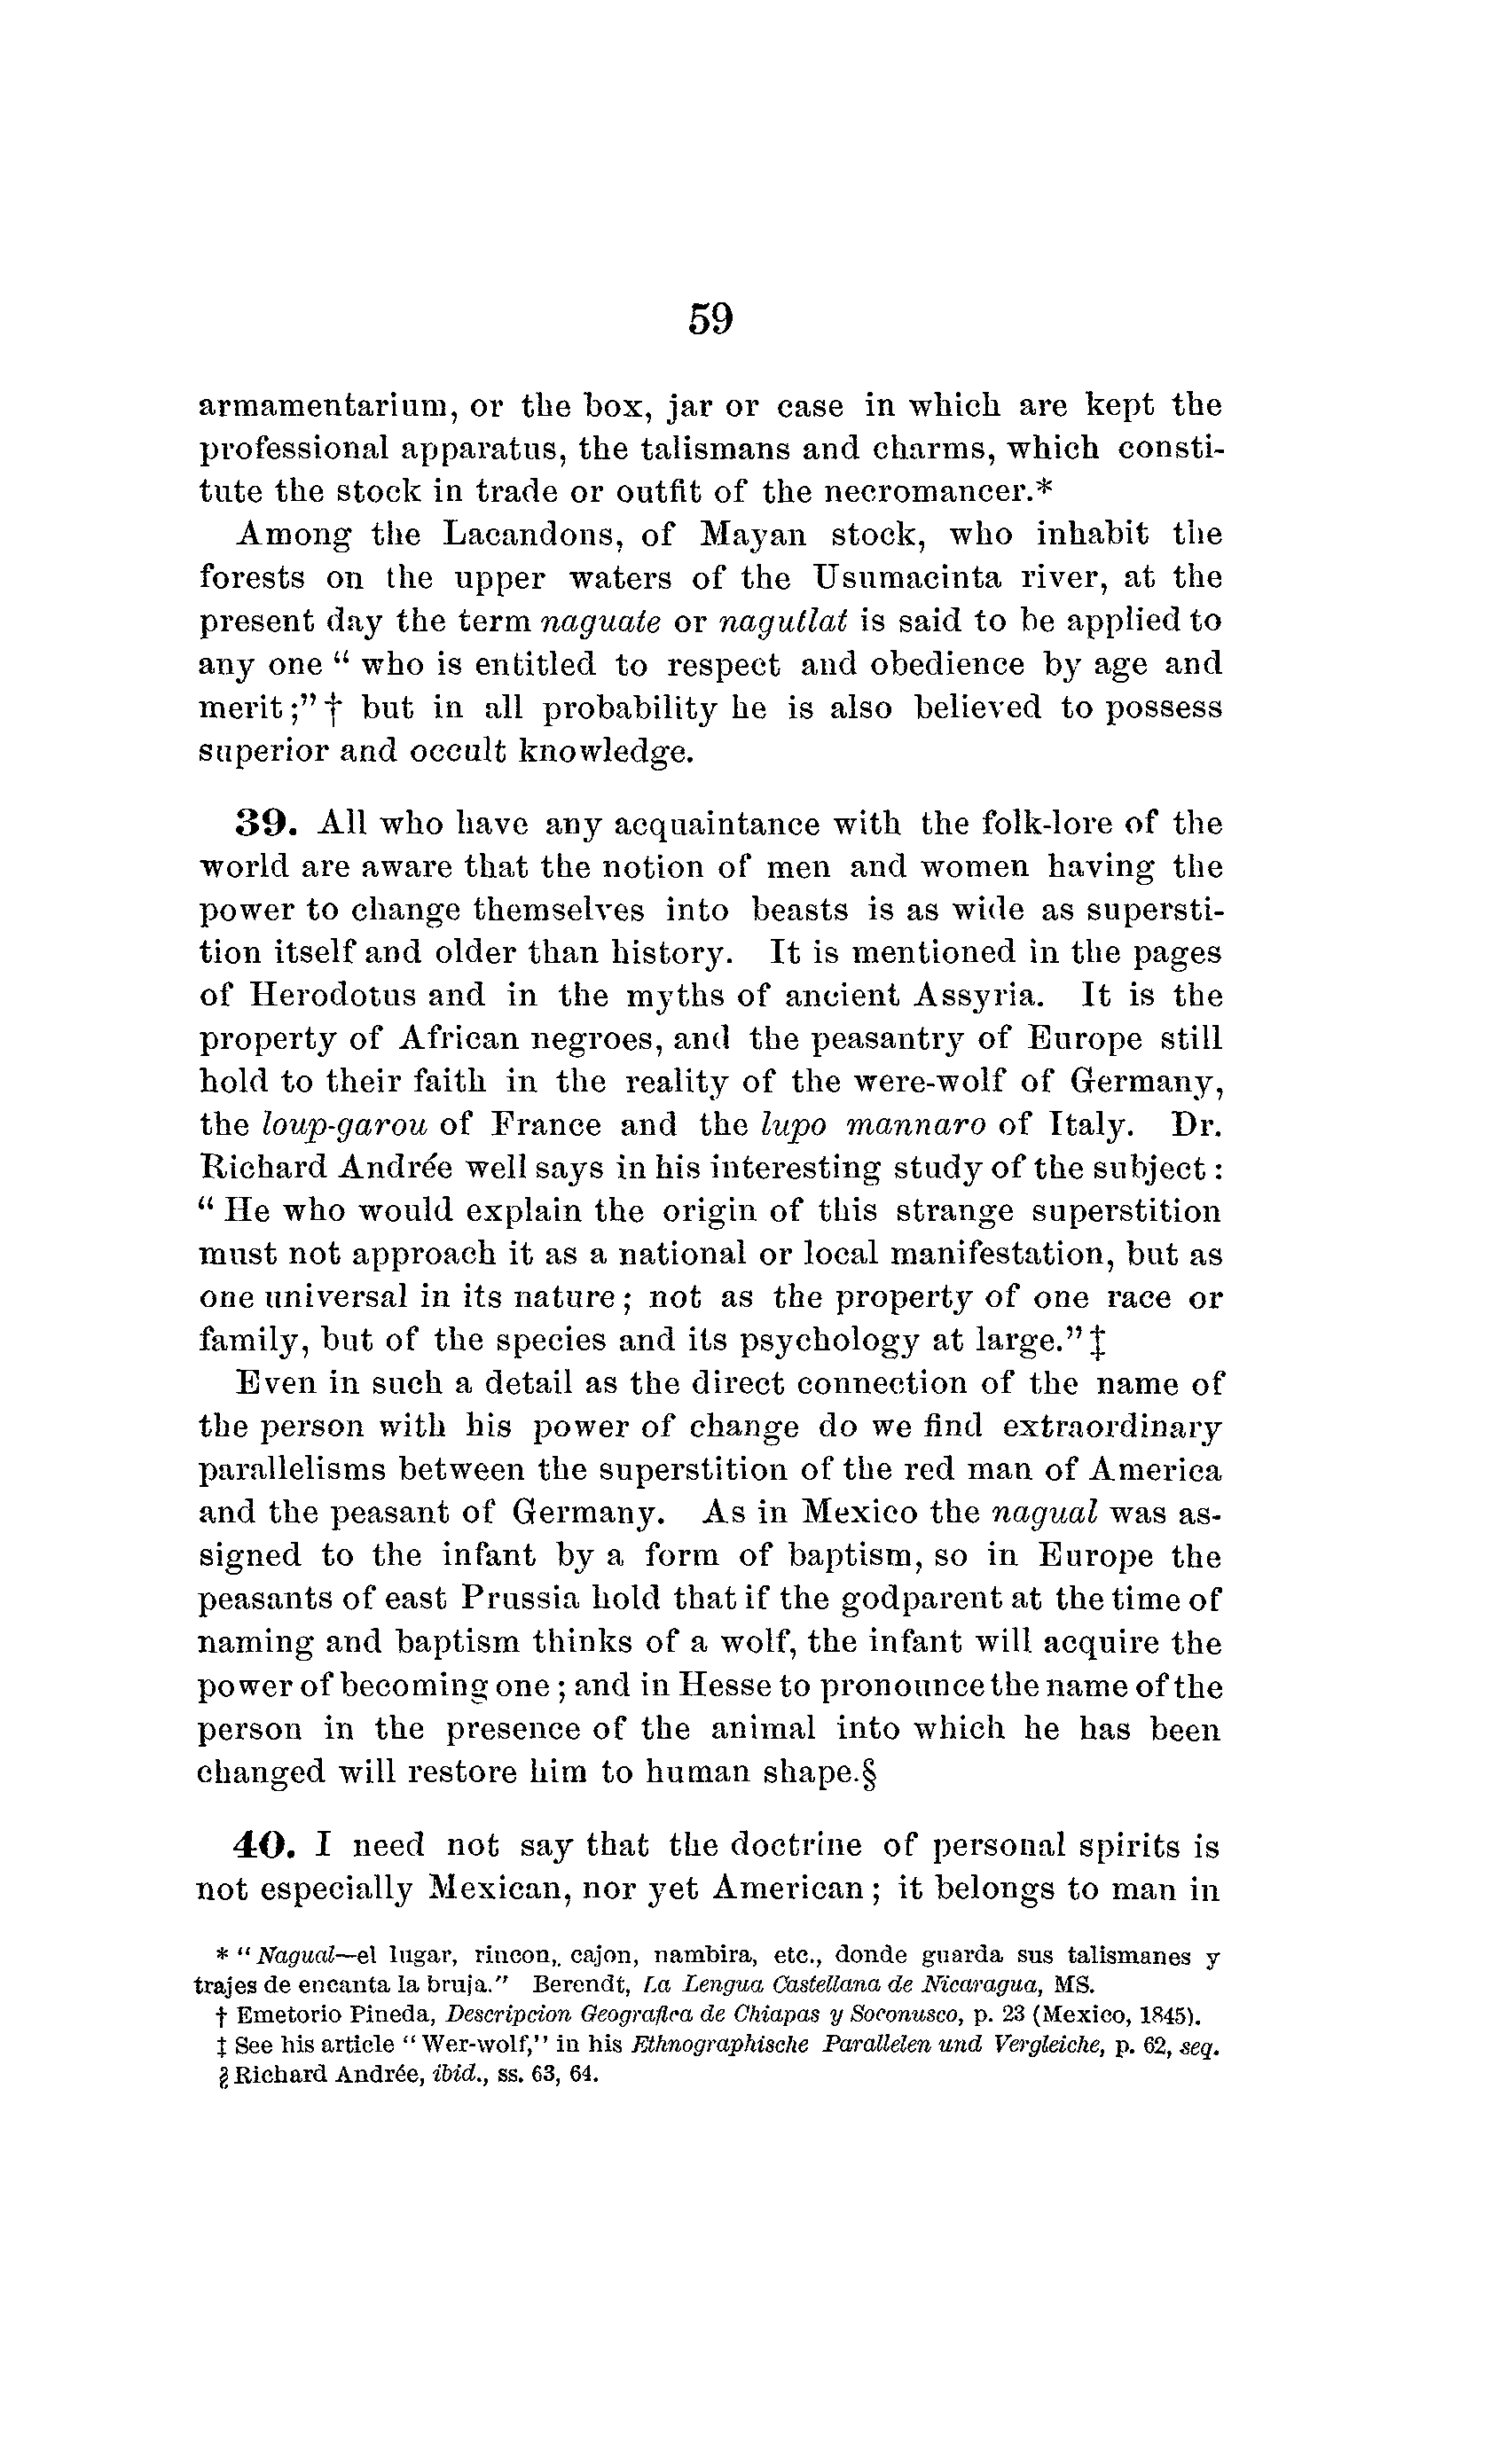 59
armamentarium, or the box, jar or case in which are kept the
professional apparatus, the talismans and charms, which consti-
tute the stock in trade or outfit of the necromancer.*
Among the Lacandons, of Mayan stock, who inhabit the
forests on the upper waters of the Usumacinta river, at the
present day the term naguate or nagutlat is said to be applied to
any one “ who is entitled to respect and obedience by age and
merit;”† but in all probability he is also believed to possess
superior and occult knowledge.
39. All who have any acquaintance with the folk-lore of the
world are aware that the notion of men and women having the
power to change themselves into beasts is as wide as supersti-
tion itself and older than history. It is mentioned in the pages
of Herodotus and in the myths of ancient Assyria. It is the
property of African negroes, and the peasantry of Europe still
hold to their faith in the reality of the were-wolf of Germany,
the loup-garou of France and the lupo mannaro of Italy. Dr.
Richard Andrée well says in his interesting study of the subject :
“ He who would explain the origin of this strange superstition
must not approach it as a national or local manifestation, but as
one universal in its nature; not as the property of one race or
family, but of the species and its psychology at large.”‡
Even in such a detail as the direct connection of the name of
the person with his power of change do we find extraordinary
parallelisms between the superstition of the red man of America
and the peasant of Germany. As in Mexico the nagual was as-
signed to the infant by a form of baptism, so in Europe the
peasants of east Prussia hold that if the godparent at the time of
naming and baptism thinks of a wolf, the infant will acquire the
power of becoming one ; and in Hesse to pronounce the name of the
person in the presence of the animal into which he has been
changed will restore him to human shape.§
40. I need not say that the doctrine of personal spirits is
not especially Mexican, nor yet American; it belongs to man in
* “Nagual—el lugar, rincon,. cajon, nambira, etc., donde guarda sus talismanes y
trajes de encanta la bruja.” Berendt, La Lengua Castellana de Nicaragua, MS.
† Emetorio Pineda, Descripcion Geografica de Chiapas y Soconusco, p. 23 (Mexico, 1845).
‡ See his article “Wer-wolf,” in his Ethnographische Parallelen und Vergleiche, p. 62, seq.
§ Richard Andrée, ibid., ss. 63, 64.